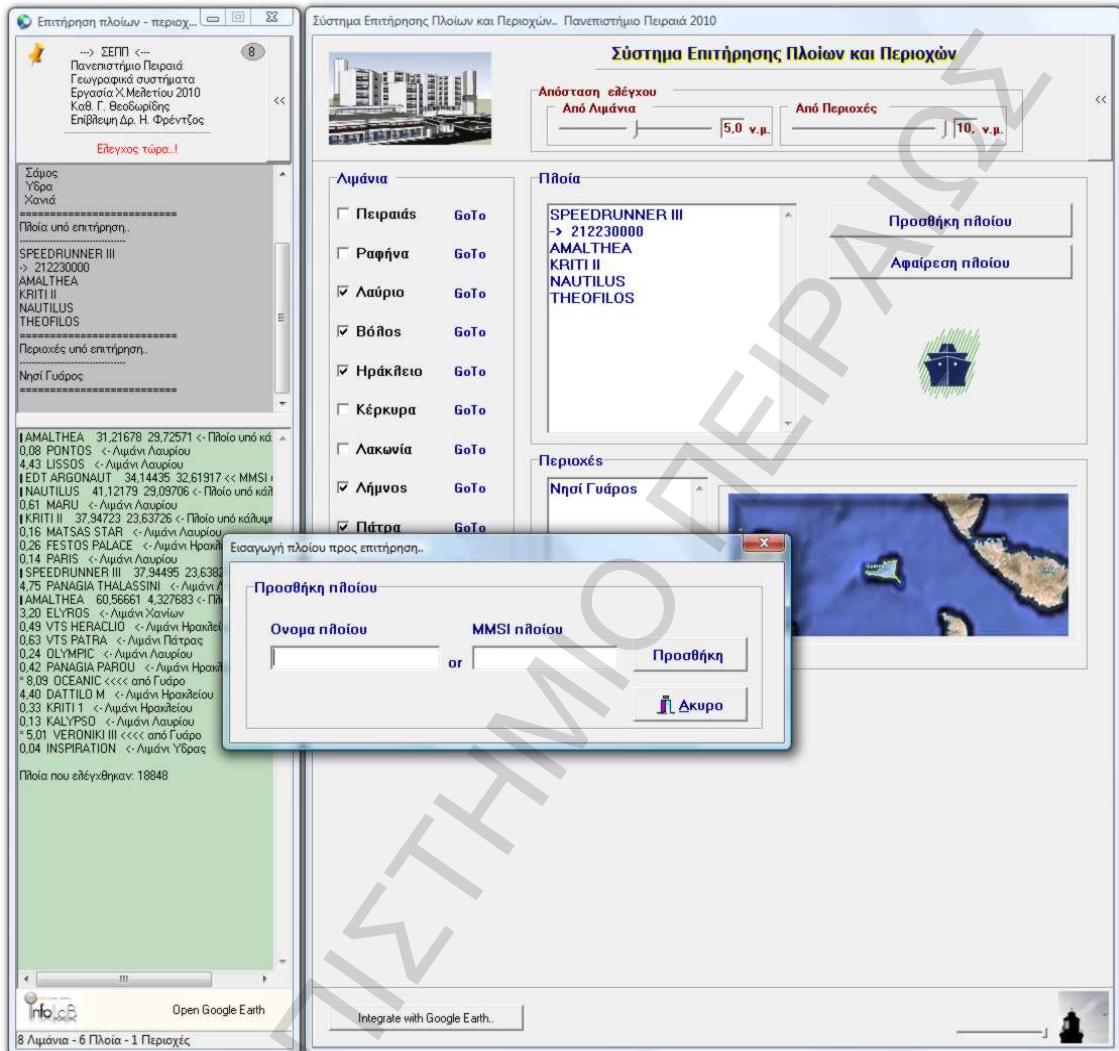 Επιτήρηση πλοίων - περιοχ...
---> ΣΕΠΠ <---
8
Πανεπιστήμιο Πειραιά
Γεωγραφικά συστήματα
Εργασία Χ.Μελετίου 2010
Καθ. Γ. Θεοδωρίδης
Επίβλεψη Δρ. Η. Φρέντζος
<<
Ελεγχος τώρα..!
Σάμος
Υδρα
Χανιά
==========================
Πλοία υπό επιτήρηση..
--------------------------------
SPEEDRUNNER III
-> 212230000
AMALTHEA
KRITI II
NAUTILUS
THEOFILOS
==========================
Περιοχές υπό επιτήρηση..
--------------------------------
Νησί Γυάρος
==========================
AMALTHEA 31,21678 29,72571 <- Πλοίο υπό κά
0,08 PONTOS <- Λιμάνι Λαυρίου
4,43 LISSOS <- Λιμάνι Λαυρίου
EDT ARGONAUT 34,14435 32,61917 << MMSI
NAUTILUS 41,12179 29,09706 <- Πλοίο υπό κάλ
0,61 MARU <- Λιμάνι Λαυρίου
KRITI II 37,94723 23,63726 <- Πλοίο υπό κάλυψη
0,16 MATSAS STAR <- Λιμάνι Λαυρίου
0,26 FESTOS PALACE <- Λιμάνι Ηρακλ
0,14 PARIS <- Λιμάνι Λαυρίου
SPEEDRUNNER III 37,94495 23,6382
4,75 PANAGIA THALASSINI <- Λιμάνι Λ
AMALTHEA 60,56661 4,327683 <- Πλ
3,20 ELYROS <- Λιμάνι Χανίων
0,49 VTS HERACLIO <- Λιμάνι Ηρακλεί
0,63 VTS PATRA <- Λιμάνι Πάτρας
0,24 OLYMPIC <- Λιμάνι Λαυρίου
0,42 PANAGIA PAROU <- Λιμάνι Ηρακλ
* 8,09 OCEANIC <<<< από Γυάρο
4,40 DATTILO M <- Λιμάνι Ηρακλείου
0,33 KRITI 1 <- Λιμάνι Ηρακλείου
0,13 KALYPSO <- Λιμάνι Λαυρίου
* 5,01 VERONIKI III <<<< από Γυάρο
0,04 INSPIRATION <- Λιμάνι Υδρας
Πλοία που ελέγχθηκαν: 18848
InfoLab
Open Google Earth
8 Λιμάνια - 6 Πλοία - 1 Περιοχές
Σύστημα Επιτήρησης Πλοίων και Περιοχών.. Πανεπιστήμιο Πειραιά 2010
Σύστημα Επιτήρησης Πλοίων και Περιοχών
Απόσταση ελέγχου
Από Λιμάνια
5,0 ν.μ.
Από Περιοχές
10, ν.μ.
<<
Λιμάνια
Πειραιάς GoTo
Ραφήνα GoTo
Λαύριο GoTo
Βόλος GoTo
Ηράκλειο GoTo
Κέρκυρα GoTo
Λακωνία GoTo
Λήμνος GoTo
Πάτρα GoTo
Πλοία
SPEEDRUNNER III
-> 212230000
AMALTHEA
KRITI II
NAUTILUS
THEOFILOS
Προσθήκη πλοίου
Αφαίρεση πλοίου
Περιοχές
Νησί Γυάρος
Εισαγωγή πλοίου προς επιτήρηση..
Προσθήκη πλοίου
Ονομα πλοίου
or
MMSI πλοίου
Προσθήκη
Ακυρο
Integrate with Google Earth..
ΠΙΣΤΗΜΙΟ ΠΕΙΡΑΙΩΣ